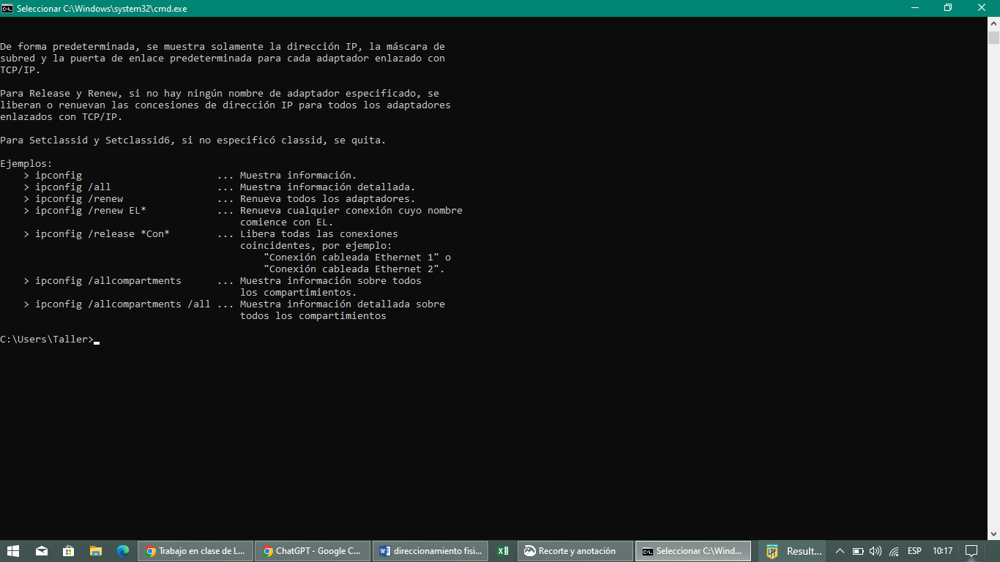 Seleccionar C:\Windows\system32\cmd.exe
De forma predeterminada, se muestra solamente la dirección IP, la máscara de
subred y la puerta de enlace predeterminada para cada adaptador enlazado con
TCP/IP.
Para Release y Renew, si no hay ningún nombre de adaptador especificado, se
liberan o renuevan las concesiones de dirección IP para todos los adaptadores
enlazados con TCP/IP.
Para Setclassid y Setclassid6, si no especificó classid, se quita.
Ejemplos:
    > ipconfig                       ... Muestra información.
    > ipconfig /all                  ... Muestra información detallada.
    > ipconfig /renew                ... Renueva todos los adaptadores.
    > ipconfig /renew EL*            ... Renueva cualquier conexión cuyo nombre
                                         comience con EL.
    > ipconfig /release *Con*        ... Libera todas las conexiones
                                         coincidentes, por ejemplo:
                                             "Conexión cableada Ethernet 1" o
                                             "Conexión cableada Ethernet 2".
    > ipconfig /allcompartments      ... Muestra información sobre todos
                                         los compartimientos.
    > ipconfig /allcompartments /all ... Muestra información detallada sobre
                                         todos los compartimientos
C:\Users\Taller>
Trabajo en clase de L... ChatGPT - Google C... direccionamiento fisi... Recorte y anotación Seleccionar C:\Wind... Result... ESP 10:17